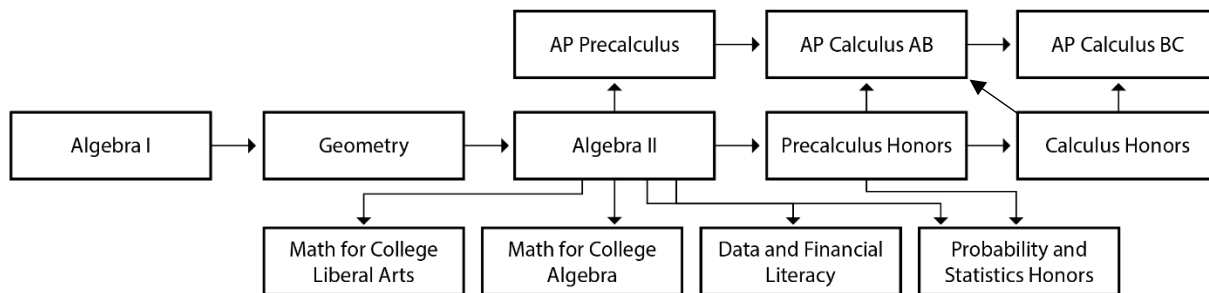 AP Precalculus
AP Calculus AB
AP Calculus BC
Algebra I
Geometry
Algebra II
Precalculus Honors
Calculus Honors
Math for College
Liberal Arts
Math for College
Algebra
Data and Financial
Literacy
Probability and
Statistics Honors